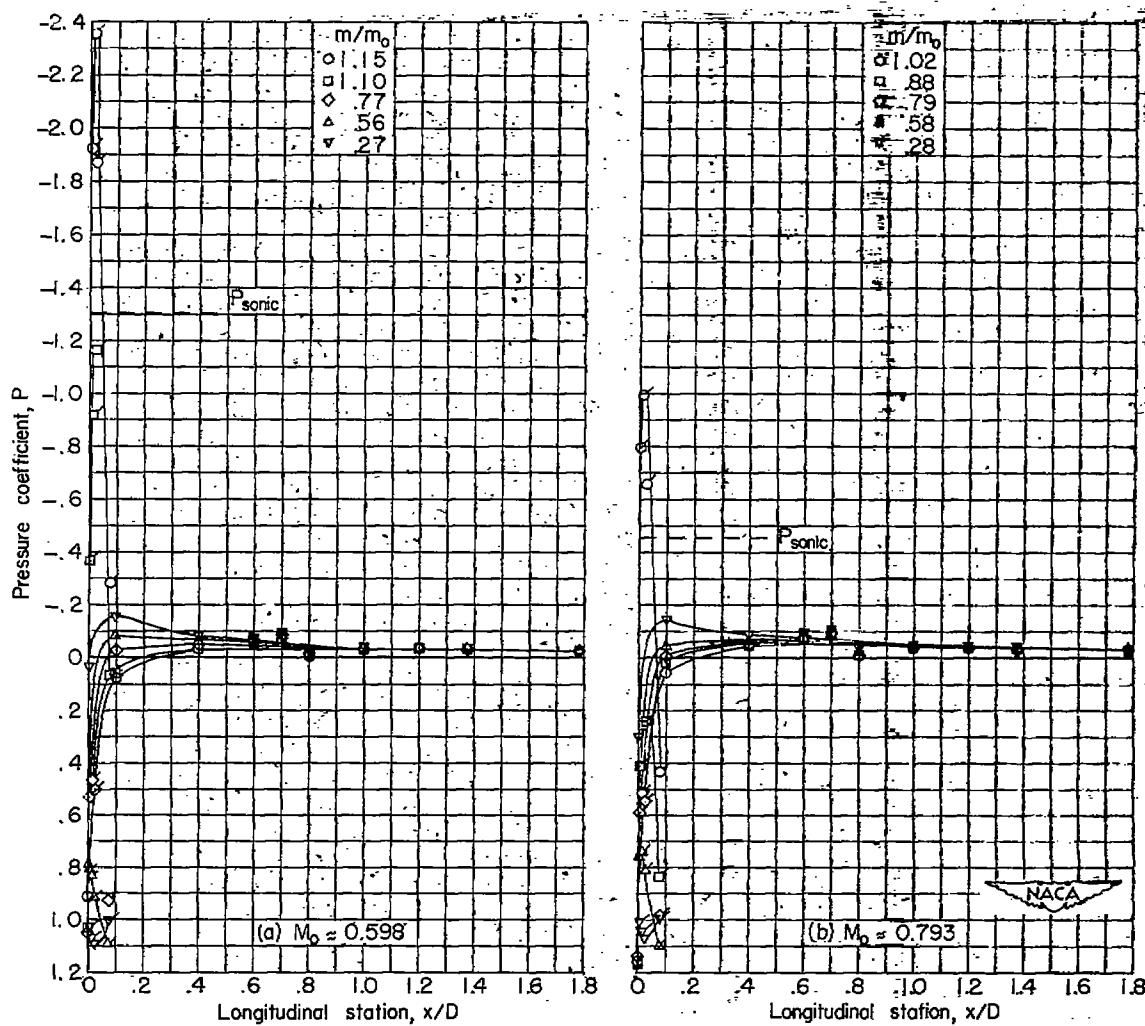 -2.4
-2.2
-2.0
-1.8
-1.6
-1.4
-1.2
-1.0
-.8
-.6
-.4
-.2
0
.2
.4
.6
.8
1.0
1.2
Pressure coefficient, P
m/m₀
1.15
1.10
.77
.56
.27
Psonic
(a) M₀ ≈ 0.598
0 .2 .4 .6 .8 1.0 1.2 1.4 1.6 1.8
Longitudinal station, x/D
m/m₀
1.02
.88
.79
.58
.28
Psonic
NACA
(b) M₀ ≈ 0.793
0 .2 .4 .6 .8 1.0 1.2 1.4 1.6 1.8
Longitudinal station, x/D